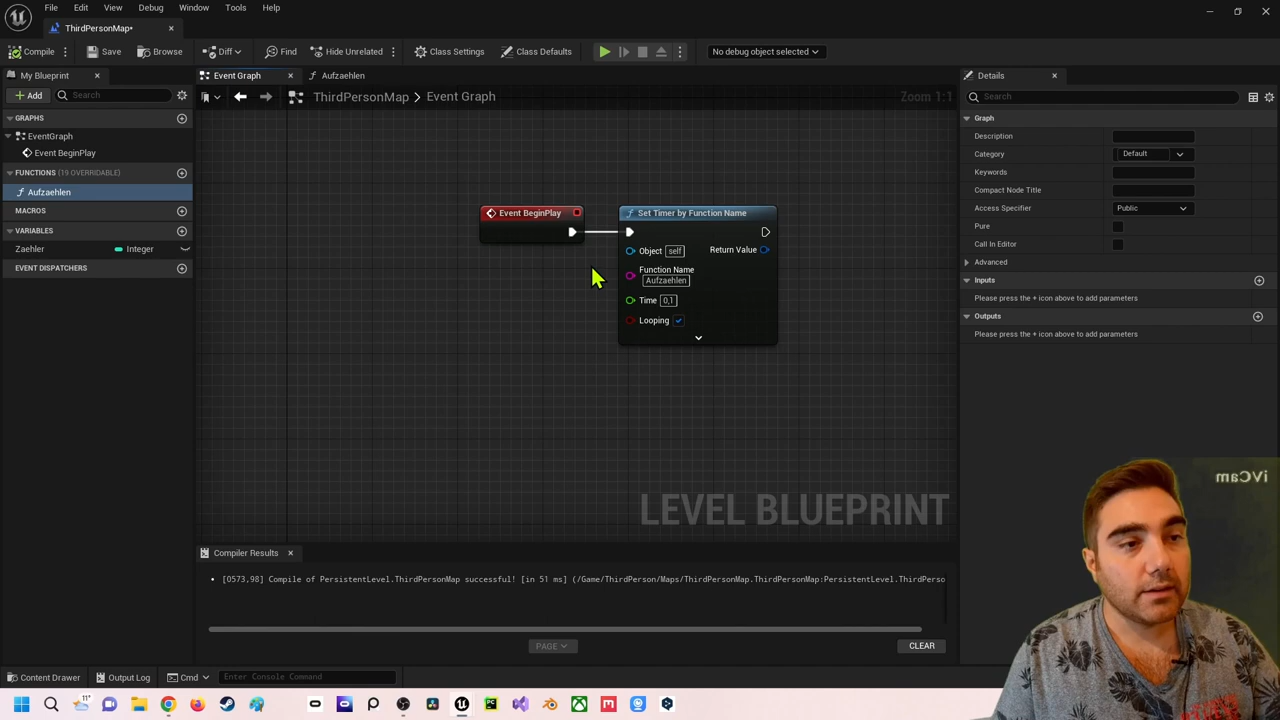 File Edit View Debug Window Tools Help
ThirdPersonMap*
Compile Save Browse Diff Find Hide Unrelated Class Settings Class Defaults No debug object selected
My Blueprint Event Graph Aufzaehlen Details
Add Search ThirdPersonMap > Event Graph Zoom 1:1 Search
GRAPHS
EventGraph
Event BeginPlay
FUNCTIONS (19 OVERRIDABLE)
Aufzaehlen
MACROS
VARIABLES
Zaehler Integer
EVENT DISPATCHERS
Event BeginPlay
Set Timer by Function Name
Object self Return Value
Function Name
Aufzaehlen
Time 0,1
Looping
LEVEL BLUEPRINT
Graph
Description
Category Default
Keywords
Compact Node Title
Access Specifier Public
Pure
Call In Editor
Advanced
Inputs
Please press the + icon above to add parameters
Outputs
Please press the + icon above to add parameters
iVCam
Compiler Results
[0573,98] Compile of PersistentLevel.ThirdPersonMap successful! [in 51 ms] (/Game/ThirdPerson/Maps/ThirdPersonMap.ThirdPersonMap:PersistentLevel.ThirdPerso
PAGE CLEAR
Content Drawer Output Log Cmd Enter Console Command
11°